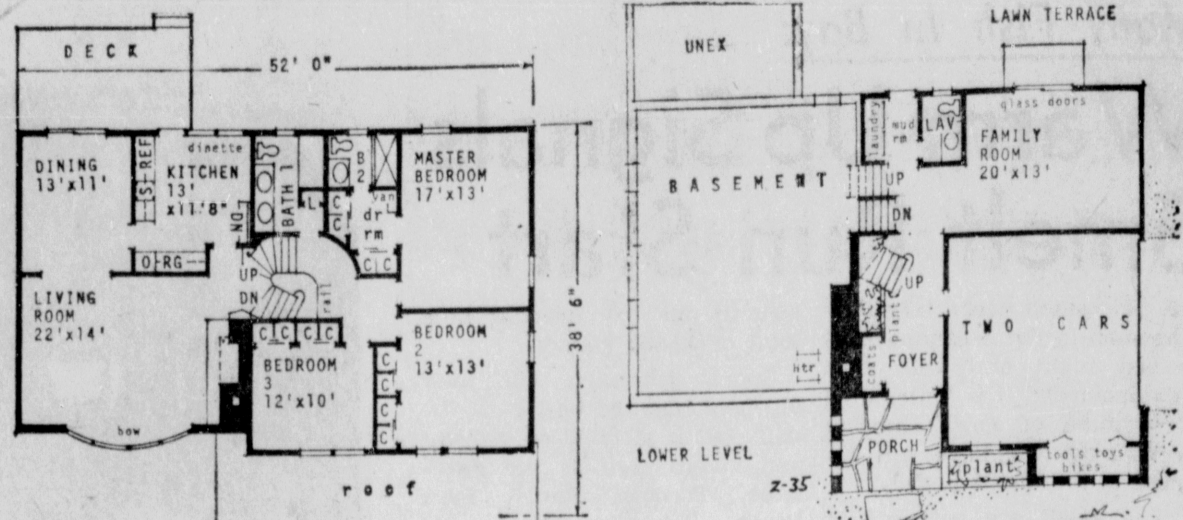 DECK
52' 0"
DINING
13'x11'
S
REF
dinette
KITCHEN
13'
x11'8"
DN
BATH 1
L
B
2
C
C
van
dr
rm
C
C
MASTER
BEDROOM
17'x13'
O
RG
UP
DN
rail
LIVING
ROOM
22'x14'
bow
C
C
C
C
BEDROOM
3
12'x10'
C
C
C
C
BEDROOM
2
13'x13'
38' 6"
roof
UNEX
LAWN TERRACE
BASEMENT
laundry
mud
rm
LAV
glass doors
FAMILY
ROOM
20'x13'
UP
DN
UP
plant
coats
FOYER
TWO CARS
htr
PORCH
plant
tools toys
bikes
LOWER LEVEL
Z-35